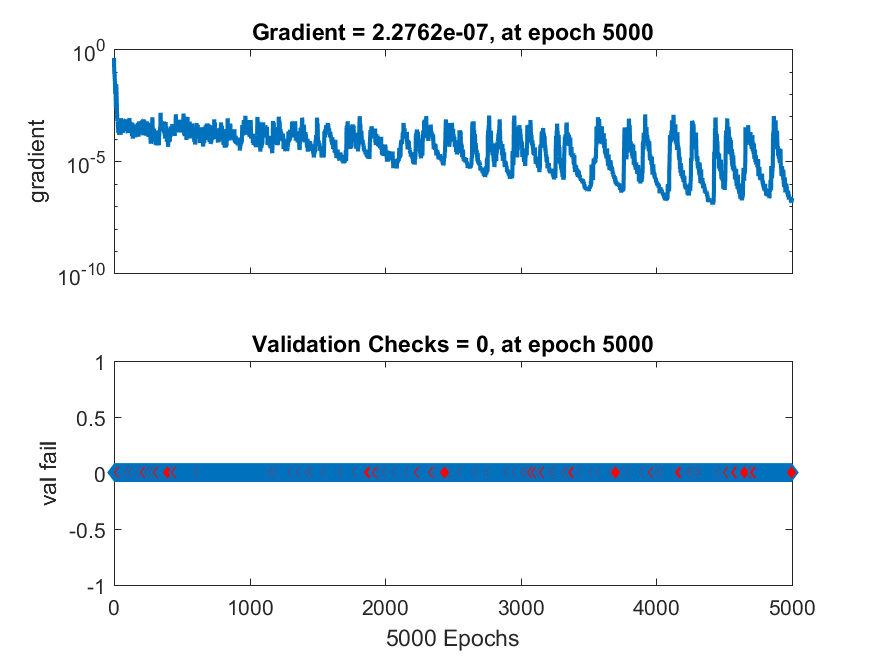 Gradient = 2.2762e-07, at epoch 5000
10^0
10^-5
10^-10
gradient
Validation Checks = 0, at epoch 5000
1
0.5
0
-0.5
-1
val fail
0 1000 2000 3000 4000 5000
5000 Epochs